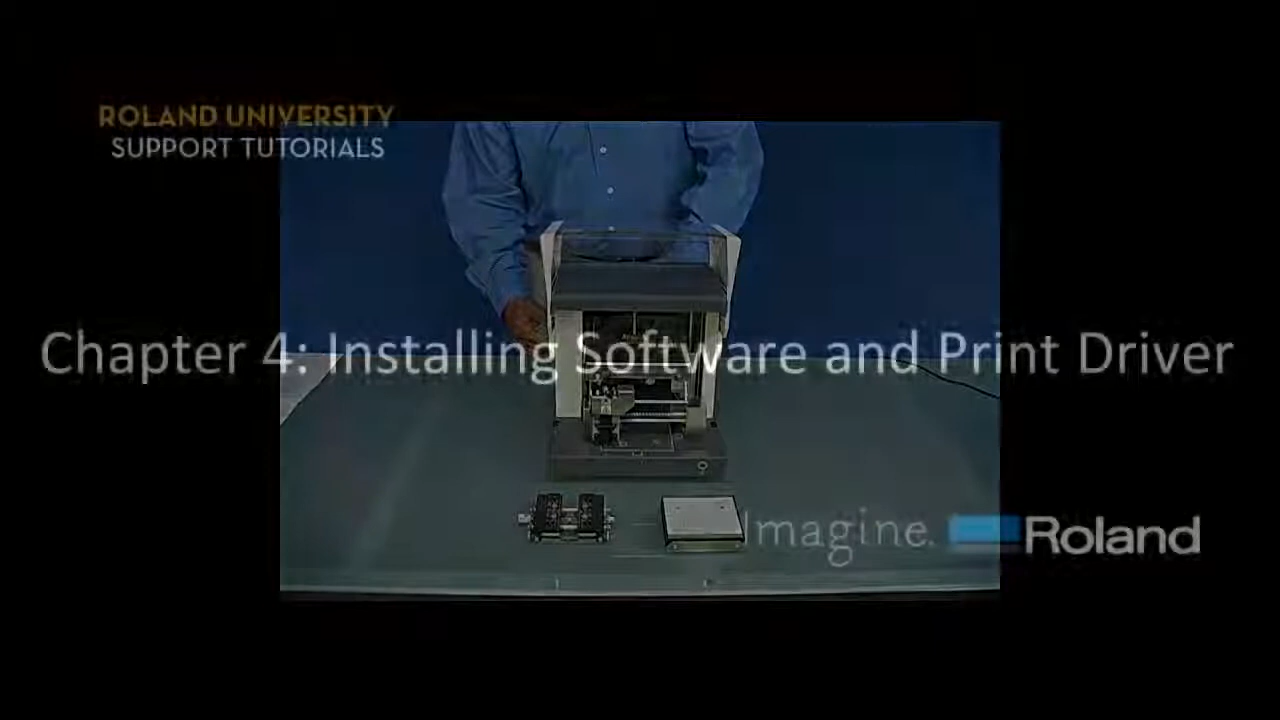 ROLAND UNIVERSITY
SUPPORT TUTORIALS
Chapter 4: Installing Software and Print Driver
Imagine. Roland